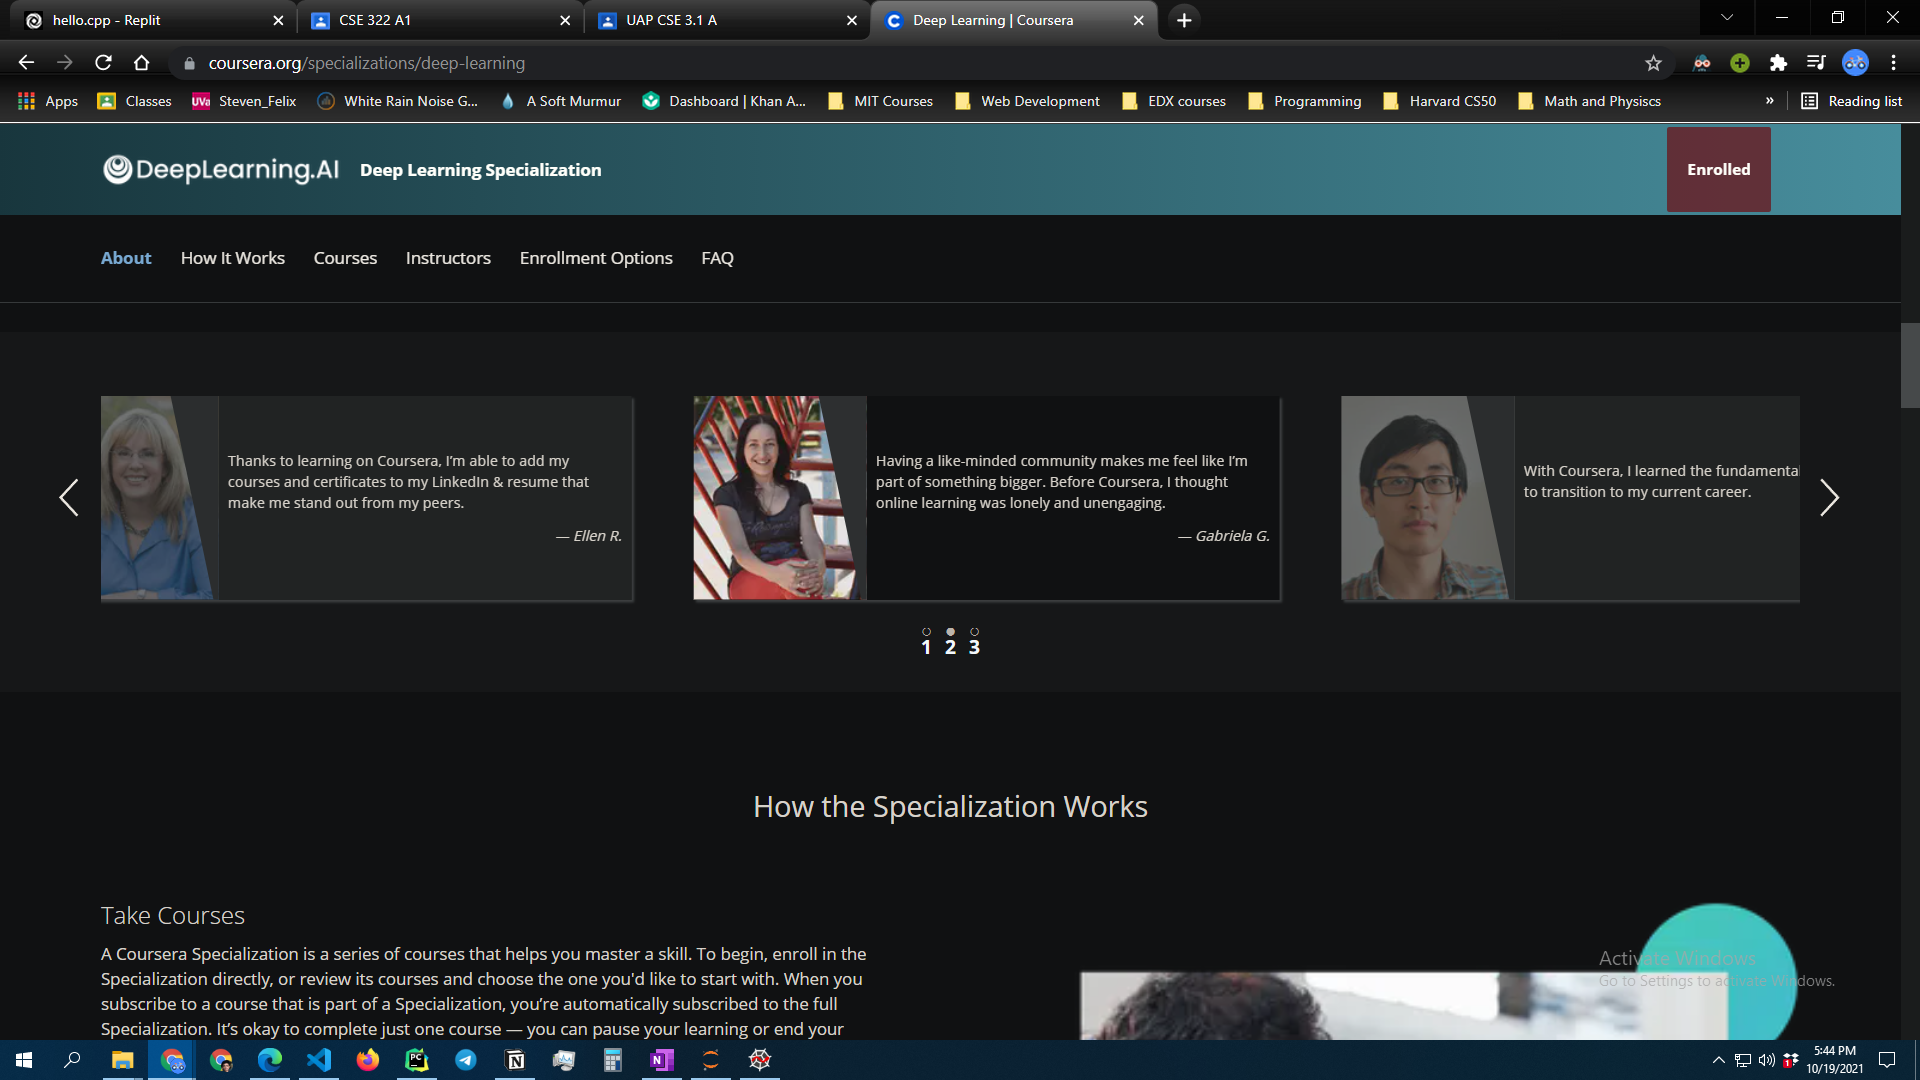 hello.cpp - Replit
CSE 322 A1
UAP CSE 3.1 A
Deep Learning | Coursera
coursera.org/specializations/deep-learning
Apps
Classes
UVa
Steven_Felix
White Rain Noise G...
A Soft Murmur
Dashboard | Khan A...
MIT Courses
Web Development
EDX courses
Programming
Harvard CS50
Math and Physiscs
»
Reading list
DeepLearning.AI
Deep Learning Specialization
Enrolled
About
How It Works
Courses
Instructors
Enrollment Options
FAQ
Thanks to learning on Coursera, I'm able to add my
courses and certificates to my LinkedIn & resume that
make me stand out from my peers.
— Ellen R.
Having a like-minded community makes me feel like I'm
part of something bigger. Before Coursera, I thought
online learning was lonely and unengaging.
— Gabriela G.
With Coursera, I learned the fundamental
to transition to my current career.
1 2 3
How the Specialization Works
Take Courses
A Coursera Specialization is a series of courses that helps you master a skill. To begin, enroll in the
Specialization directly, or review its courses and choose the one you'd like to start with. When you
subscribe to a course that is part of a Specialization, you're automatically subscribed to the full
Specialization. It's okay to complete just one course — you can pause your learning or end your
Activate Windows
Go to Settings to activate Windows.
5:44 PM
10/19/2021